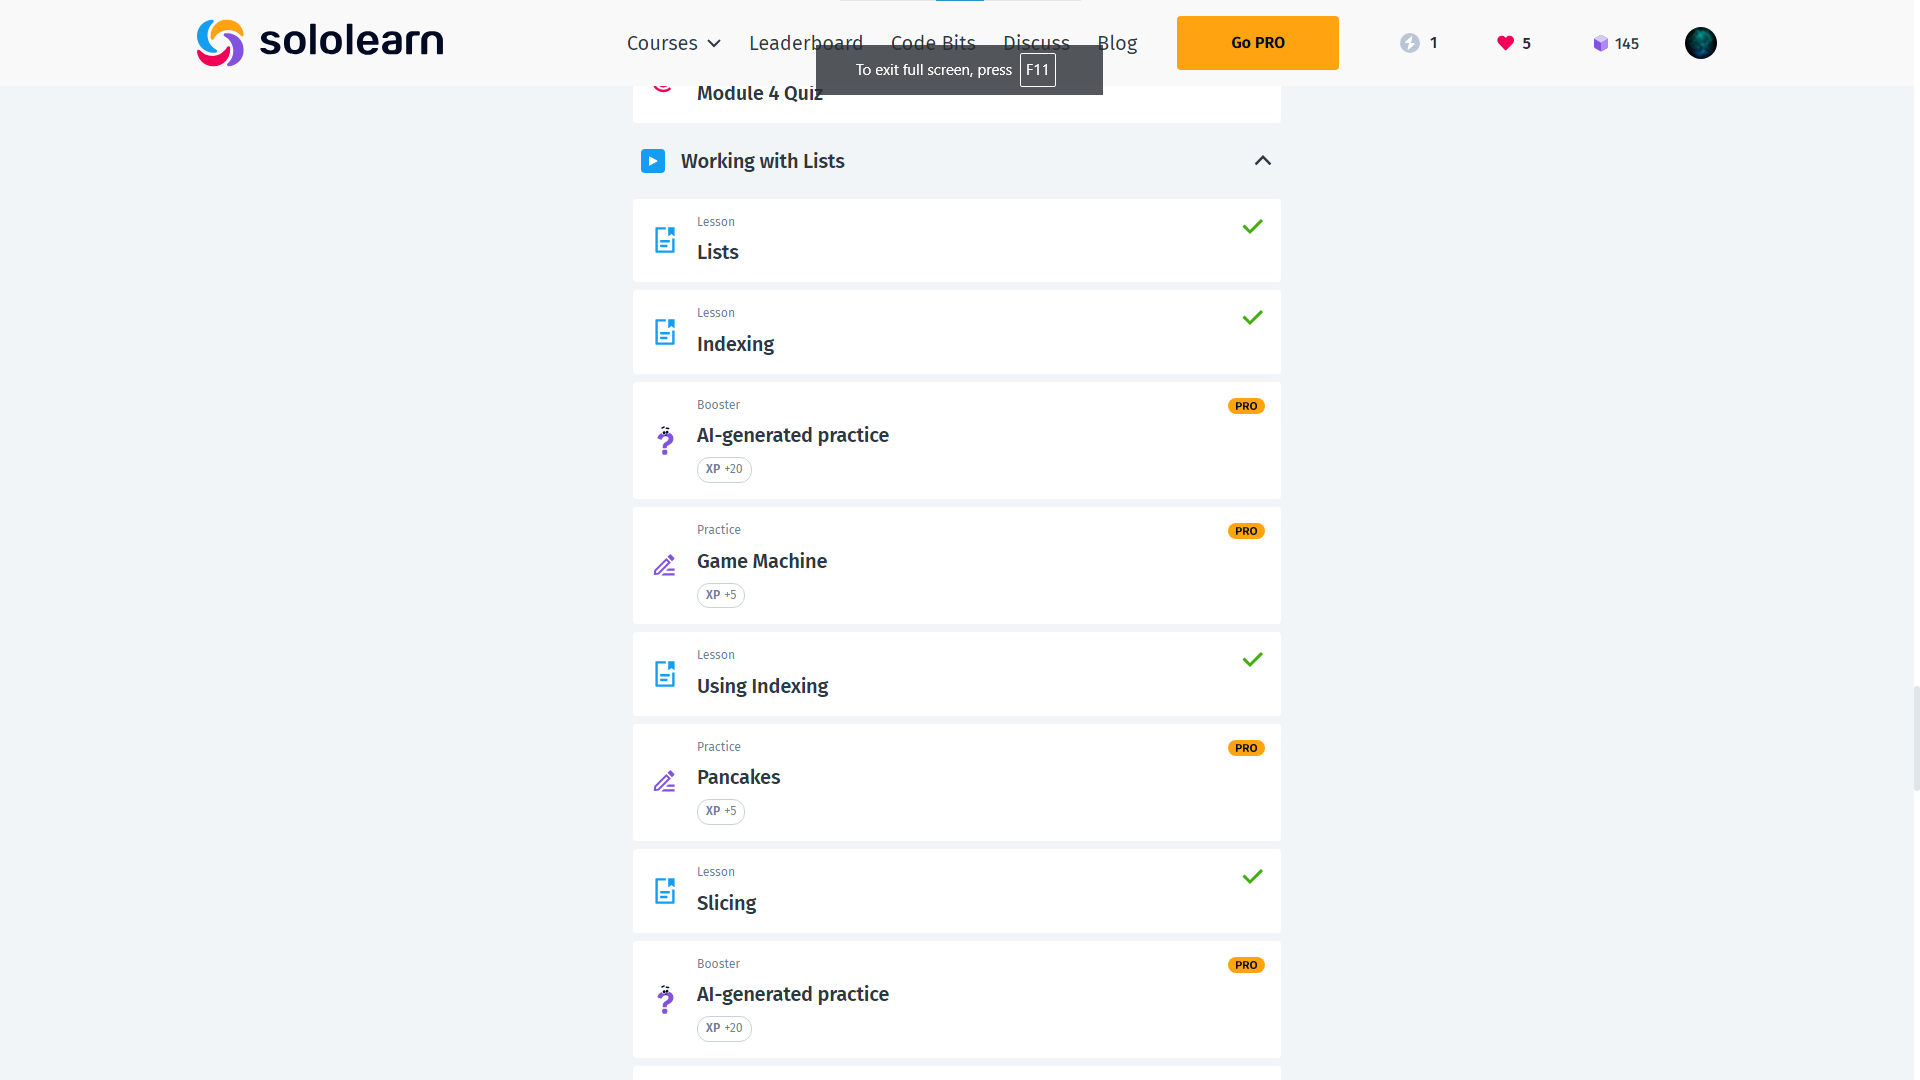 sololearn
Courses Leaderboard Code Bits Discuss Blog Go PRO 1 5 145
To exit full screen, press F11
Module 4 Quiz
Working with Lists
Lesson
Lists
Lesson
Indexing
Booster PRO
AI-generated practice
XP +20
Practice PRO
Game Machine
XP +5
Lesson
Using Indexing
Practice PRO
Pancakes
XP +5
Lesson
Slicing
Booster PRO
AI-generated practice
XP +20